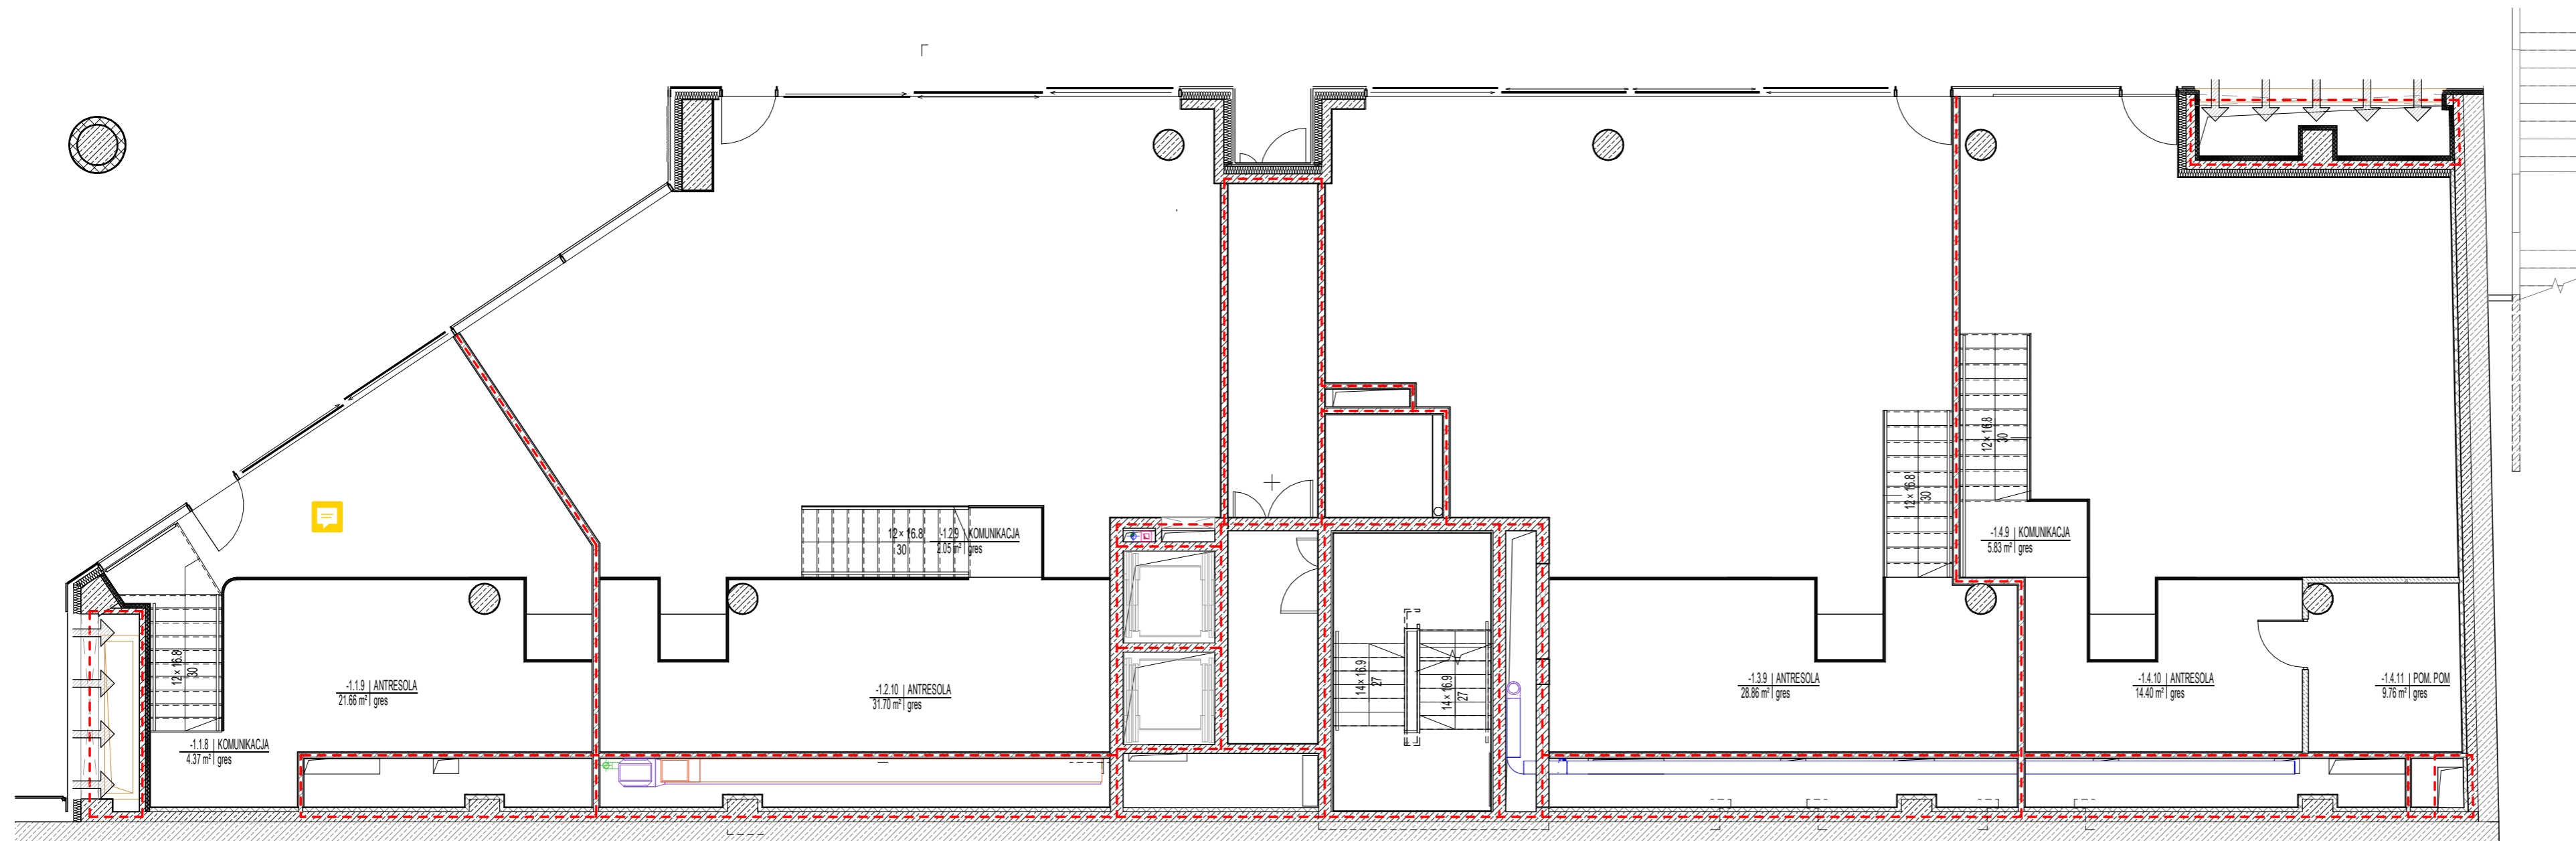 12 × 16.8
30
-1.1.9 | ANTRESOLA
21.66 m² | gres
-1.1.8 | KOMUNIKACJA
4.37 m² | gres
12 × 16.8
30
-1.2.9 | KOMUNIKACJA
2.05 m² | gres
-1.2.10 | ANTRESOLA
31.70 m² | gres
14 × 16.9
27
14 × 16.9
27
12 × 16.8
30
12 × 16.8
30
-1.4.9 | KOMUNIKACJA
5.83 m² | gres
-1.3.9 | ANTRESOLA
28.86 m² | gres
-1.4.10 | ANTRESOLA
14.40 m² | gres
-1.4.11 | POM. POM
9.76 m² | gres